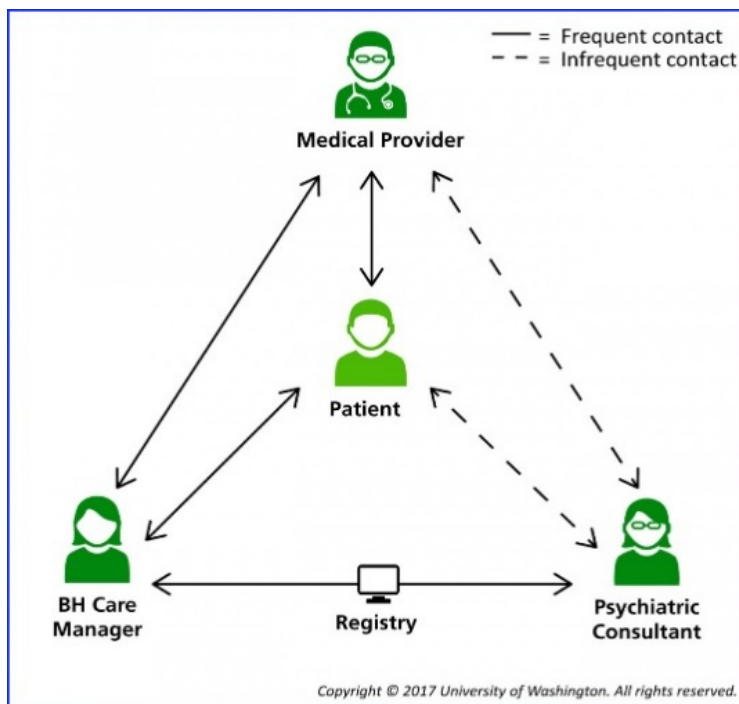 = Frequent contact
= Infrequent contact
Medical Provider
Patient
BH Care
Manager
Registry
Psychiatric
Consultant
Copyright © 2017 University of Washington. All rights reserved.